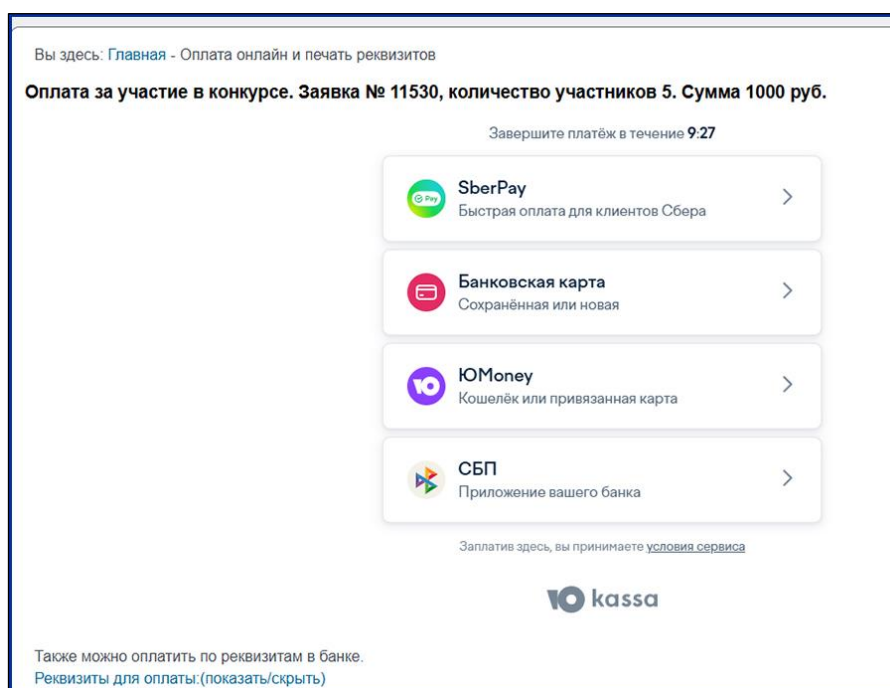 Вы здесь: Главная - Оплата онлайн и печать реквизитов
Оплата за участие в конкурсе. Заявка № 11530, количество участников 5. Сумма 1000 руб.
Завершите платёж в течение 9:27
SberPay
Pay
Быстрая оплата для клиентов Сбера
Банковская карта
Сохранённая или новая
ЮMoney
Кошелёк или привязанная карта
СБП
Приложение вашего банка
Заплатив здесь, вы принимаете условия сервиса
Ю kassa
Также можно оплатить по реквизитам в банке.
Реквизиты для оплаты:(показать/скрыть)